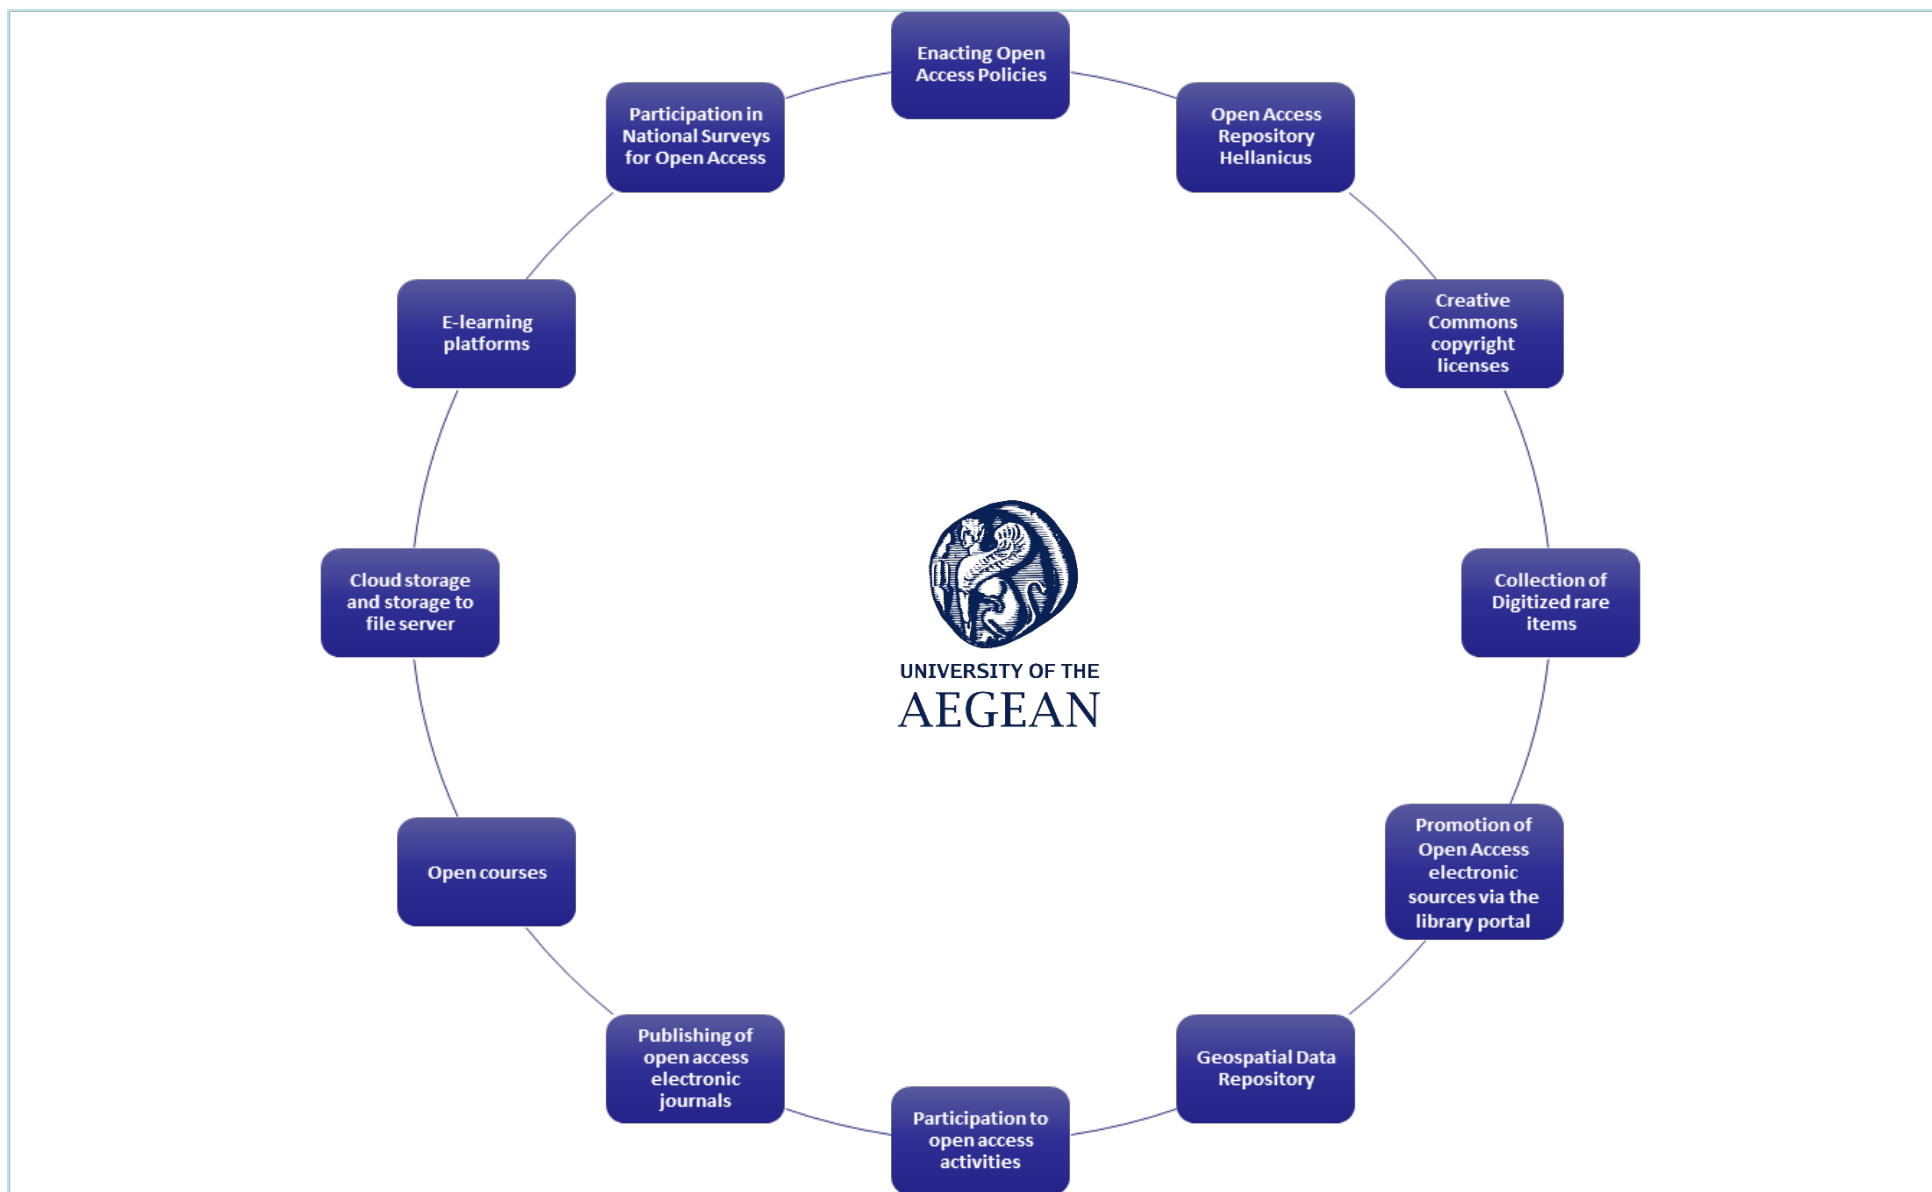 Enacting Open
Access Policies
Open Access
Repository
Hellanicus
Creative
Commons
copyright
licenses
Collection of
Digitized rare
items
Promotion of
Open Access
electronic
sources via the
library portal
Geospatial Data
Repository
Participation to
open access
activities
Publishing of
open access
electronic
journals
Open courses
Cloud storage
and storage to
file server
E-learning
platforms
Participation in
National Surveys
for Open Access
UNIVERSITY OF THE
AEGEAN